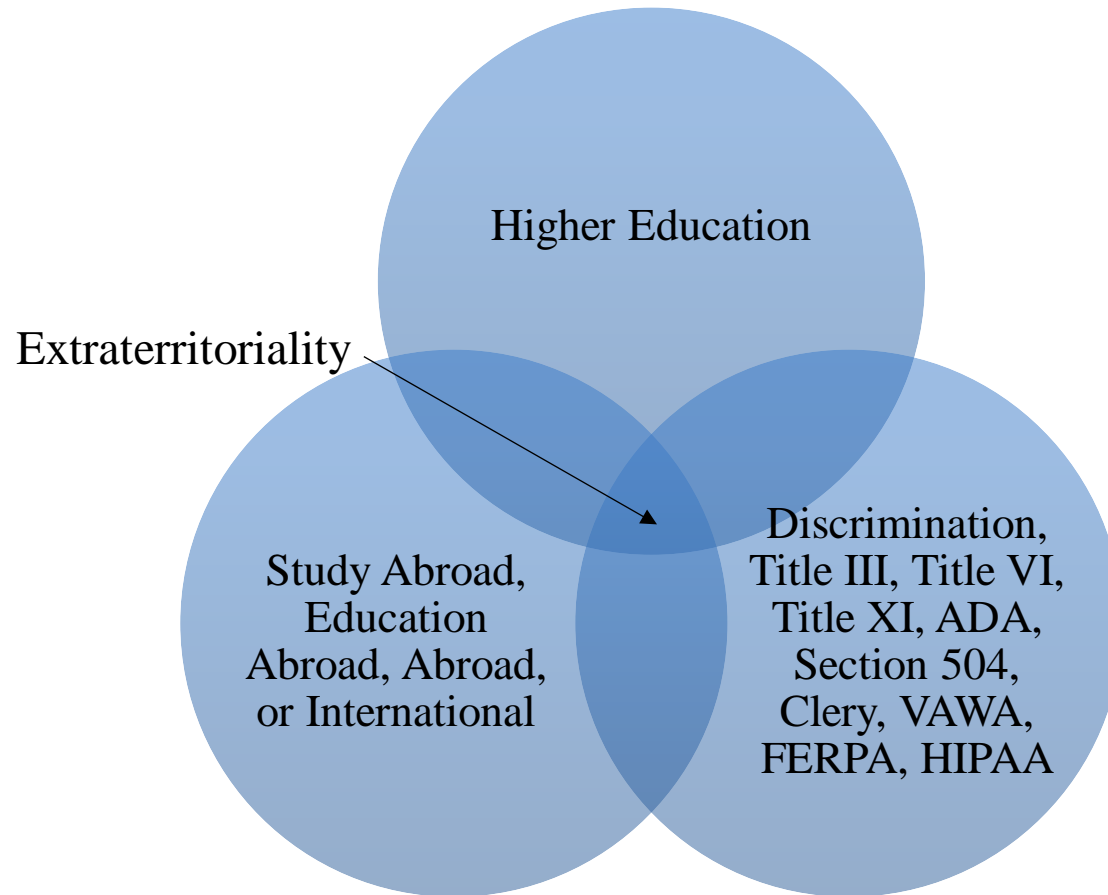 Higher Education
Extraterritoriality
Study Abroad,
Education
Abroad, Abroad,
or International
Discrimination,
Title III, Title VI,
Title XI, ADA,
Section 504,
Clery, VAWA,
FERPA, HIPAA